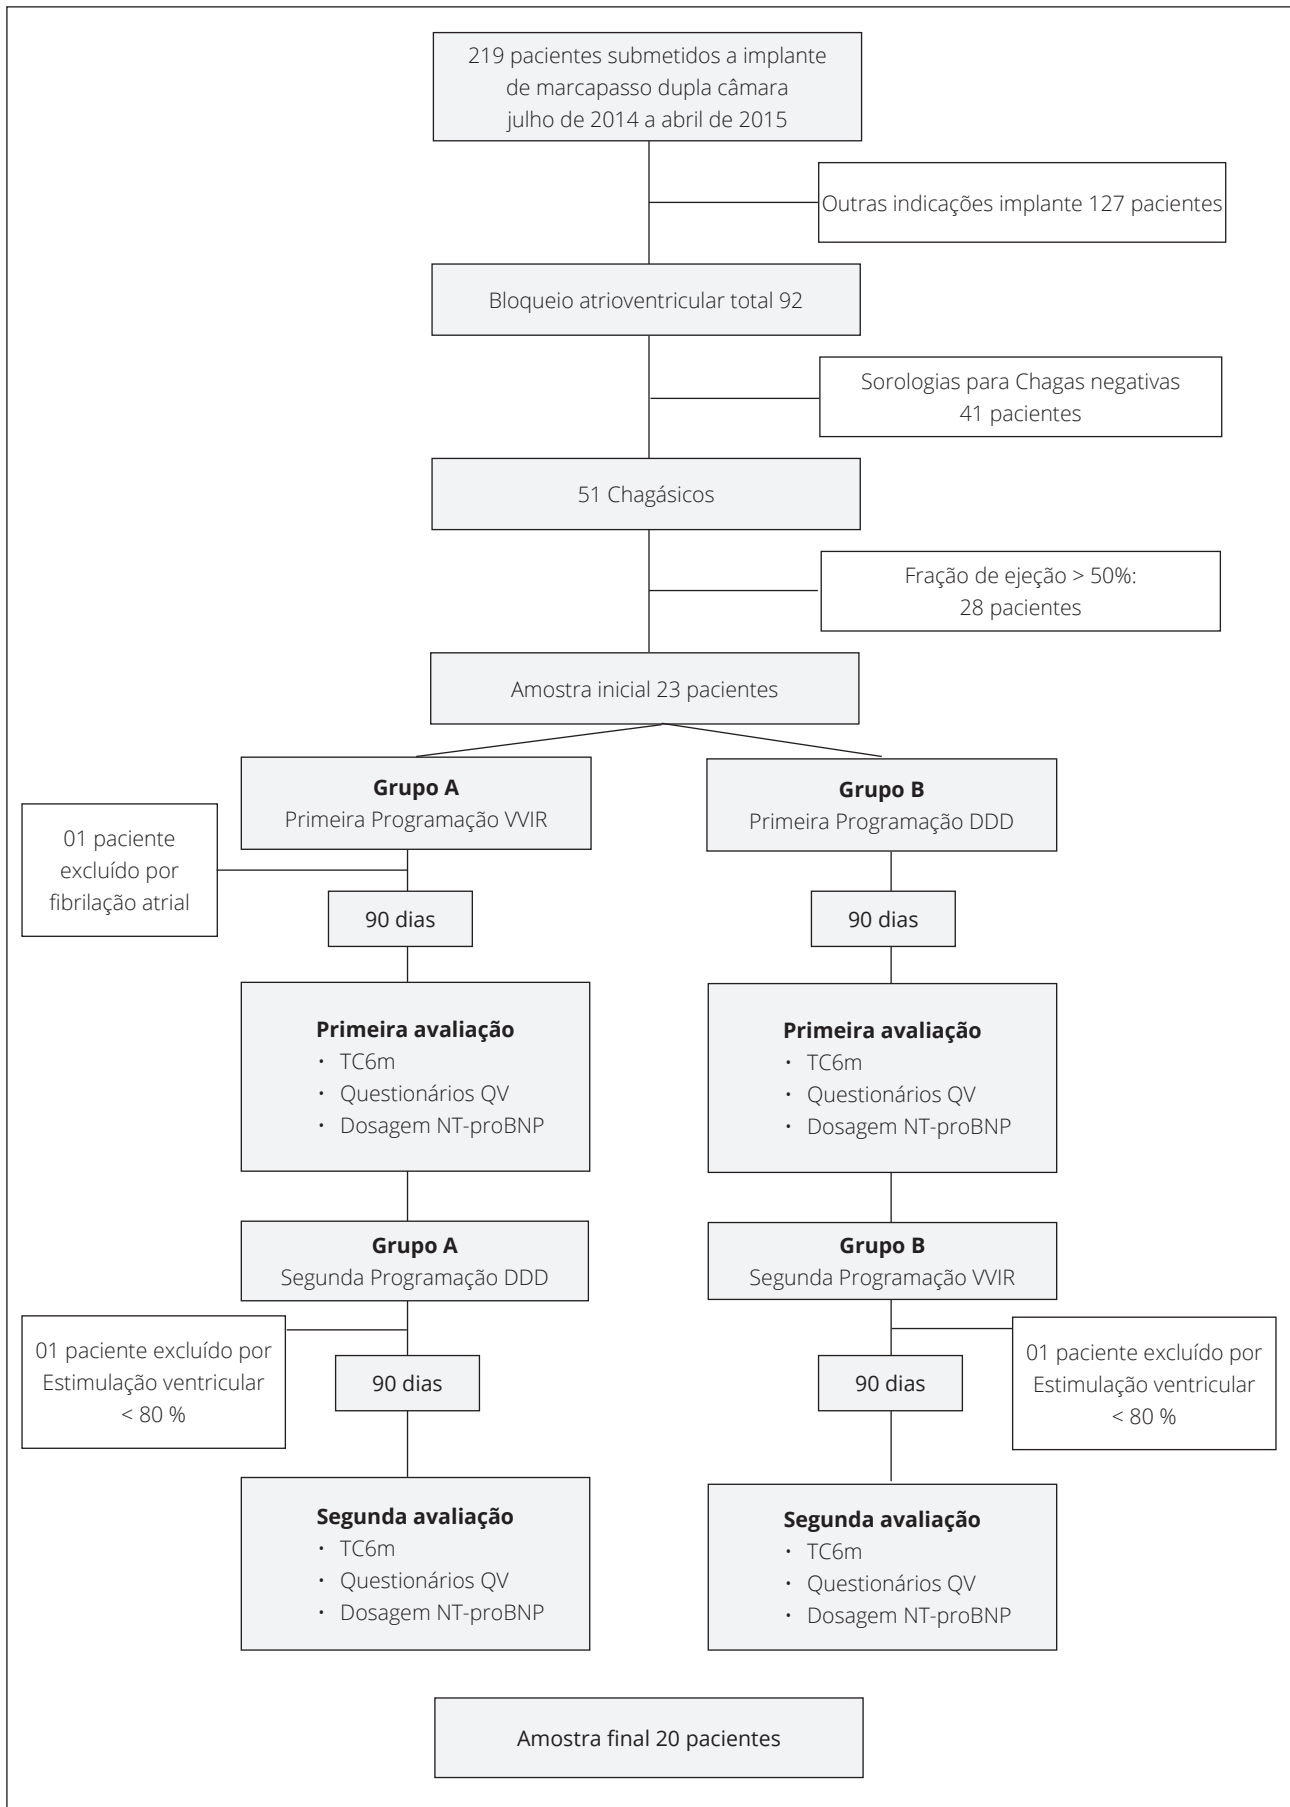 219 pacientes submetidos a implante
de marcapasso dupla câmara
julho de 2014 a abril de 2015
Outras indicações implante 127 pacientes
Bloqueio atrioventricular total 92
Sorologias para Chagas negativas
41 pacientes
51 Chagásicos
Fração de ejeção > 50%:
28 pacientes
Amostra inicial 23 pacientes
Grupo A
Primeira Programação VVIR
Grupo B
Primeira Programação DDD
01 paciente
excluído por
fibrilação atrial
90 dias
90 dias
Primeira avaliação
· TC6m
· Questionários QV
· Dosagem NT-proBNP
Primeira avaliação
· TC6m
· Questionários QV
· Dosagem NT-proBNP
Grupo A
Segunda Programação DDD
Grupo B
Segunda Programação VVIR
01 paciente excluído por
Estimulação ventricular
< 80 %
90 dias
90 dias
01 paciente excluído por
Estimulação ventricular
< 80 %
Segunda avaliação
· TC6m
· Questionários QV
· Dosagem NT-proBNP
Segunda avaliação
· TC6m
· Questionários QV
· Dosagem NT-proBNP
Amostra final 20 pacientes